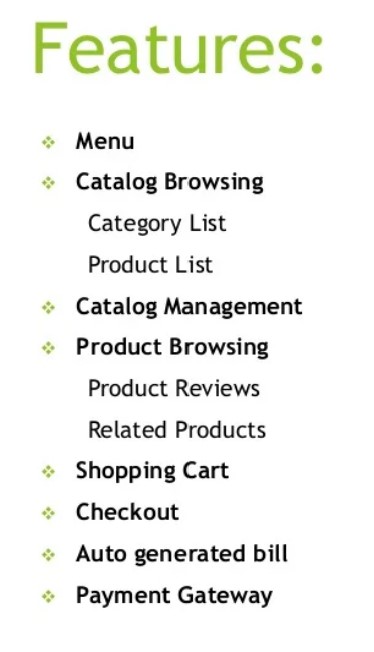 Features:
Menu
Catalog Browsing
Category List
Product List
Catalog Management
Product Browsing
Product Reviews
Related Products
Shopping Cart
Checkout
Auto generated bill
Payment Gateway